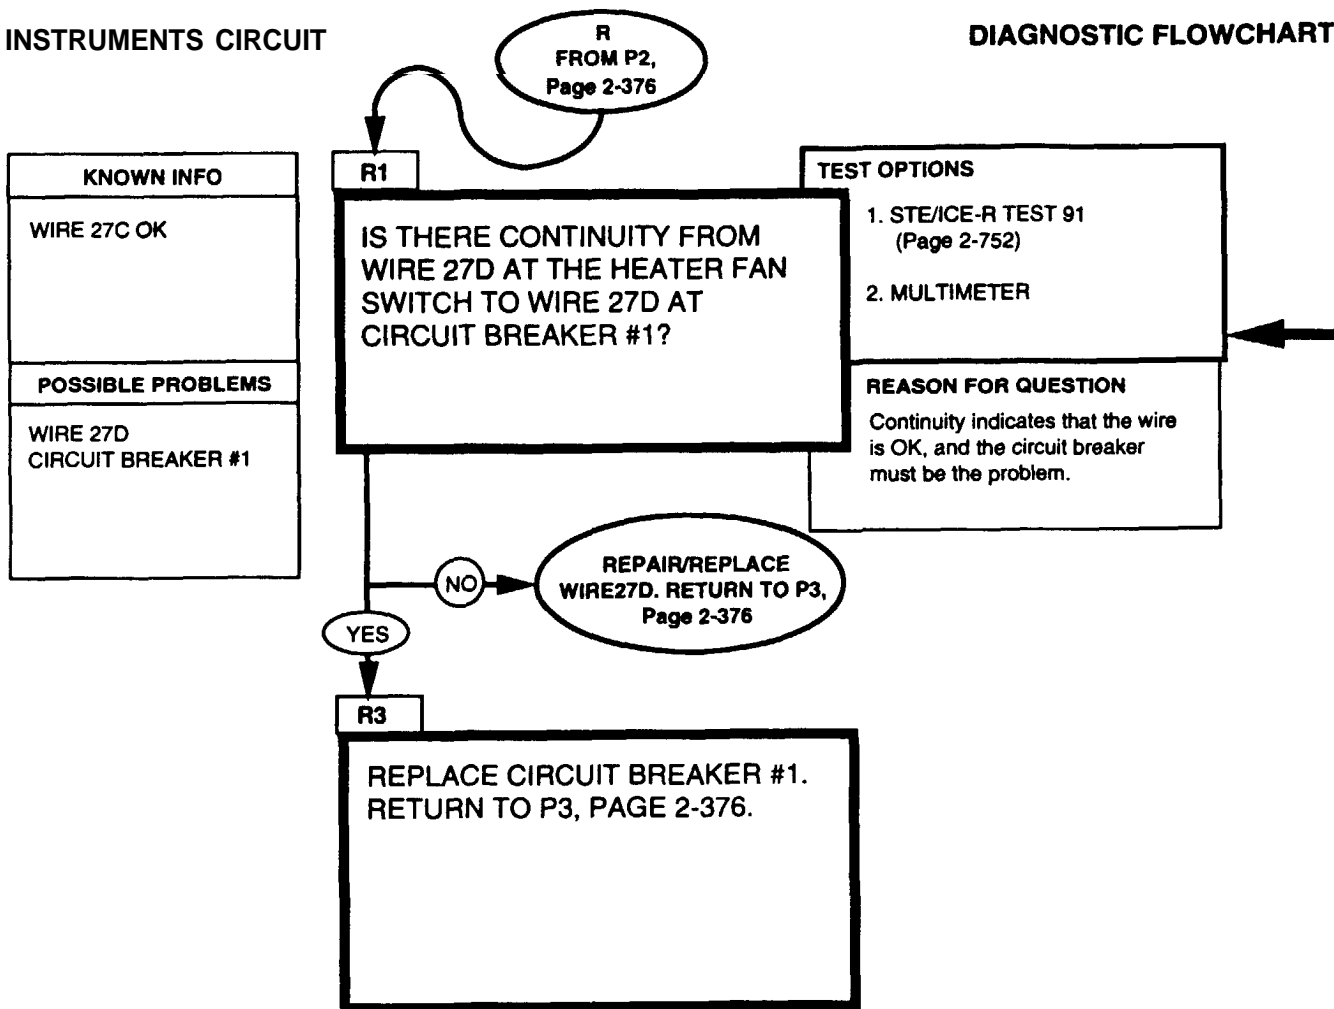 INSTRUMENTS CIRCUIT
DIAGNOSTIC FLOWCHART
R
FROM P2,
Page 2-376
KNOWN INFO
WIRE 27C OK
POSSIBLE PROBLEMS
WIRE 27D
CIRCUIT BREAKER #1
R1
IS THERE CONTINUITY FROM
WIRE 27D AT THE HEATER FAN
SWITCH TO WIRE 27D AT
CIRCUIT BREAKER #1?
TEST OPTIONS
1. STE/ICE-R TEST 91
(Page 2-752)
2. MULTIMETER
REASON FOR QUESTION
Continuity indicates that the wire
is OK, and the circuit breaker
must be the problem.
NO
REPAIR/REPLACE
WIRE27D. RETURN TO P3,
Page 2-376
YES
R3
REPLACE CIRCUIT BREAKER #1.
RETURN TO P3, PAGE 2-376.